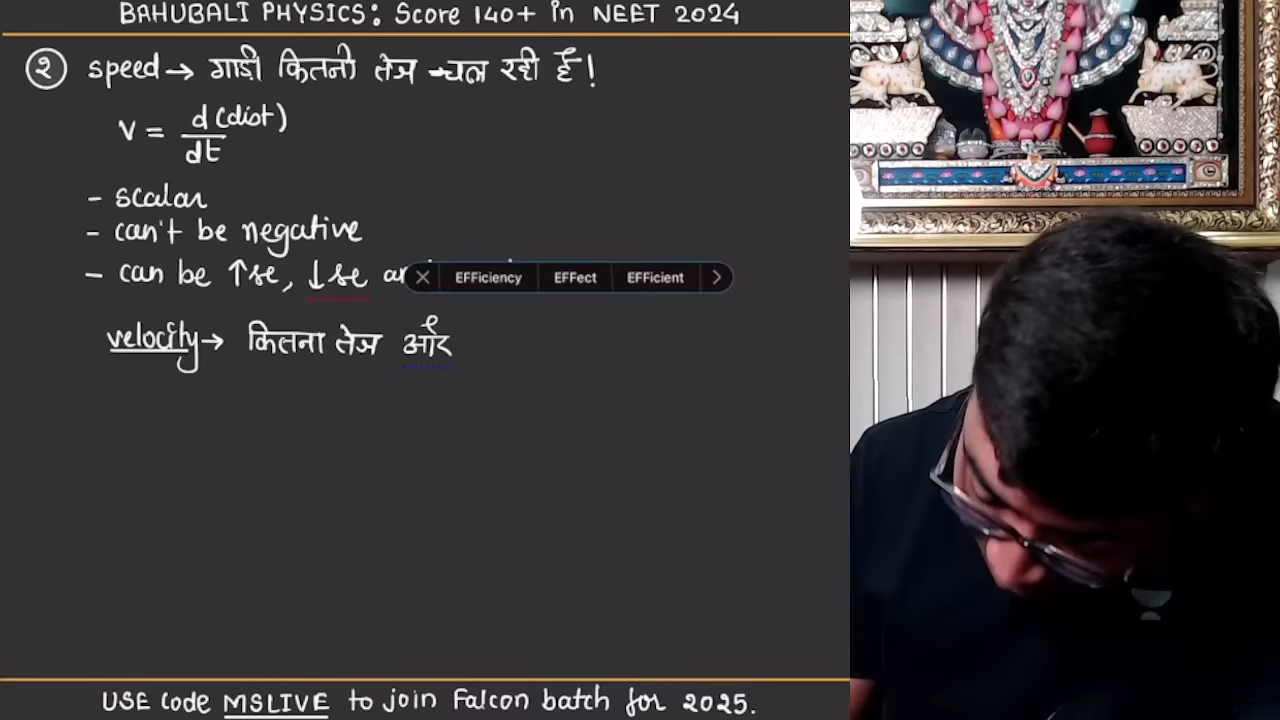 BAHUBALI PHYSICS: Score 140+ in NEET 2024
२ speed → गाडी कितनी तेज चल रही है!
v = d(dist)/dt
- scalar
- can't be negative
- can be ↑se, ↓se
EFFiciency EFFect EFFicient
velocity → कितना तेज और
USE Code MSLIVE to join Falcon batch for 2025.